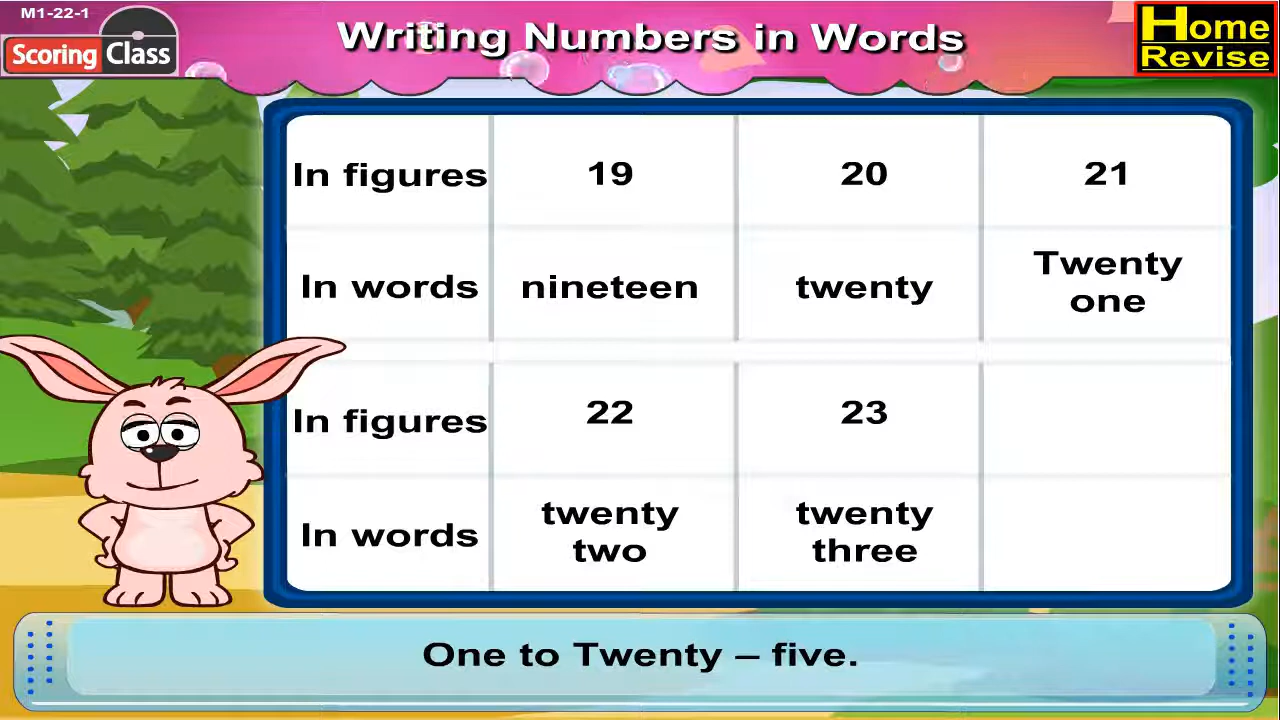 M1-22-1
Scoring Class
Writing Numbers in Words
Home
Revise
In figures 19 20 21
In words nineteen twenty Twenty one
In figures 22 23
In words twenty two twenty three
One to Twenty – five.